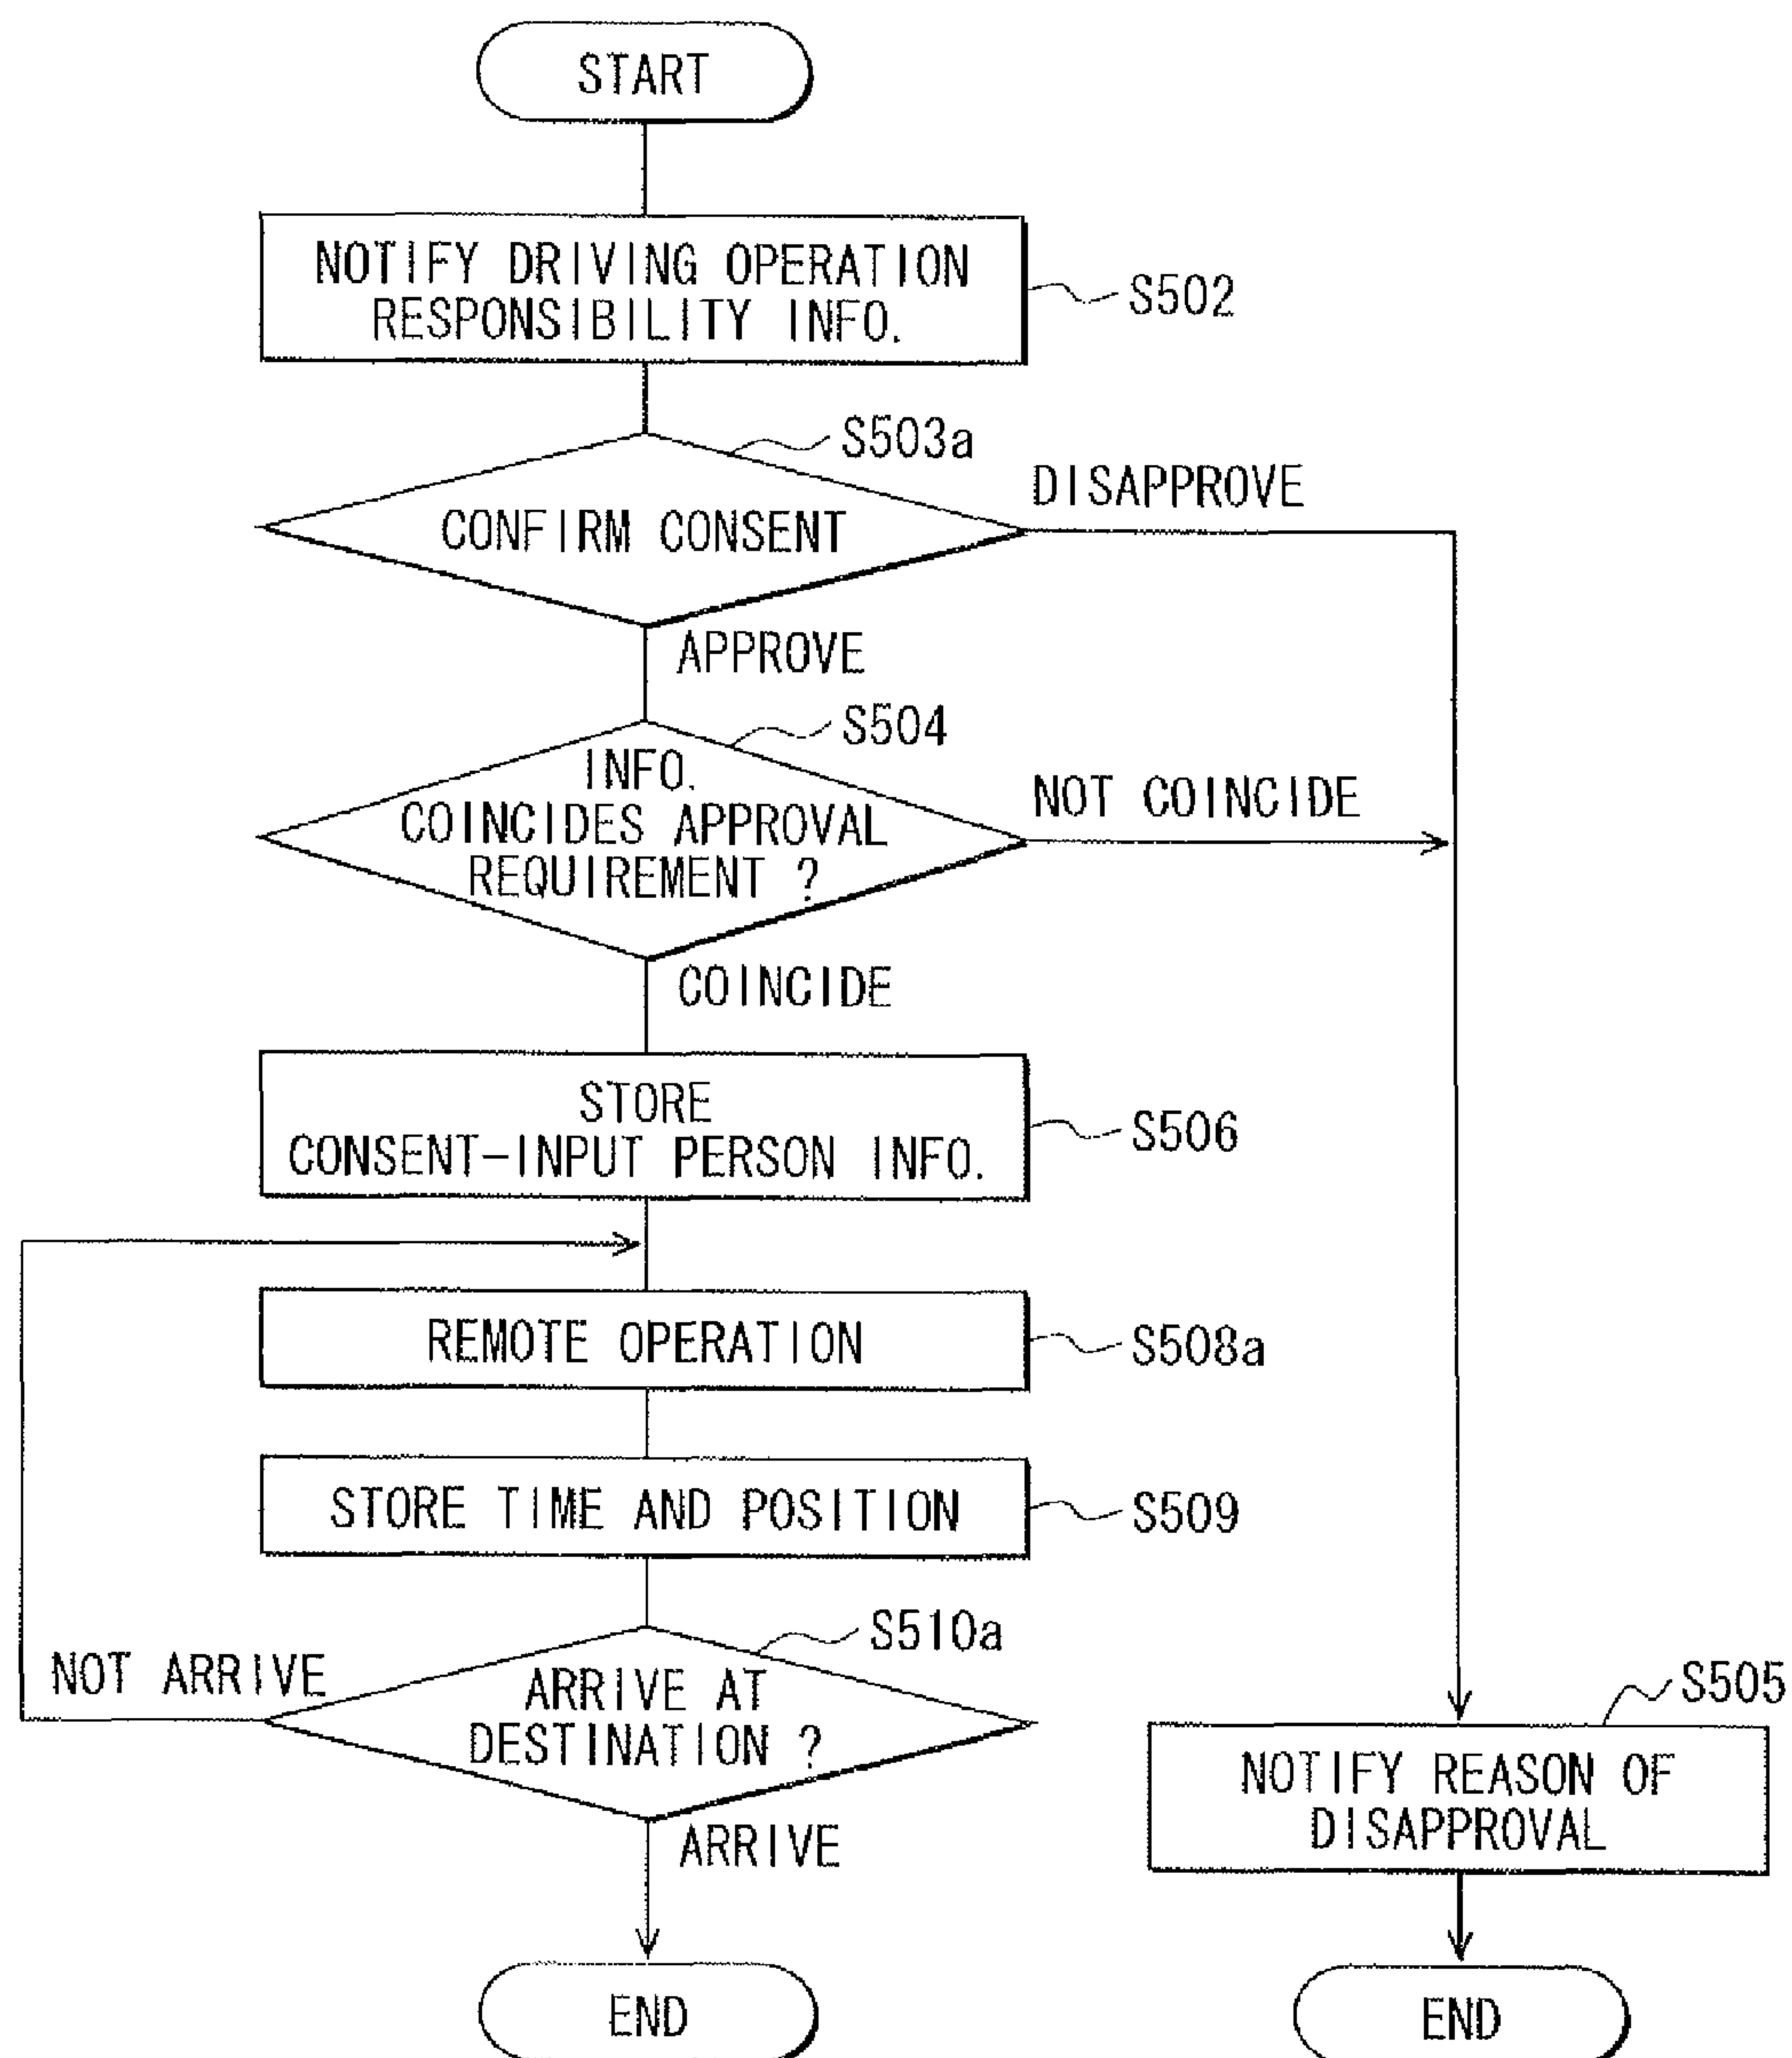 START
NOTIFY DRIVING OPERATION
RESPONSIBILITY INFO.
S502
S503a
CONFIRM CONSENT
DISAPPROVE
APPROVE
S504
INFO.
COINCIDES APPROVAL
REQUIREMENT ?
NOT COINCIDE
COINCIDE
STORE
CONSENT-INPUT PERSON INFO.
S506
REMOTE OPERATION
S508a
STORE TIME AND POSITION
S509
S510a
NOT ARRIVE
ARRIVE AT
DESTINATION ?
ARRIVE
END
S505
NOTIFY REASON OF
DISAPPROVAL
END